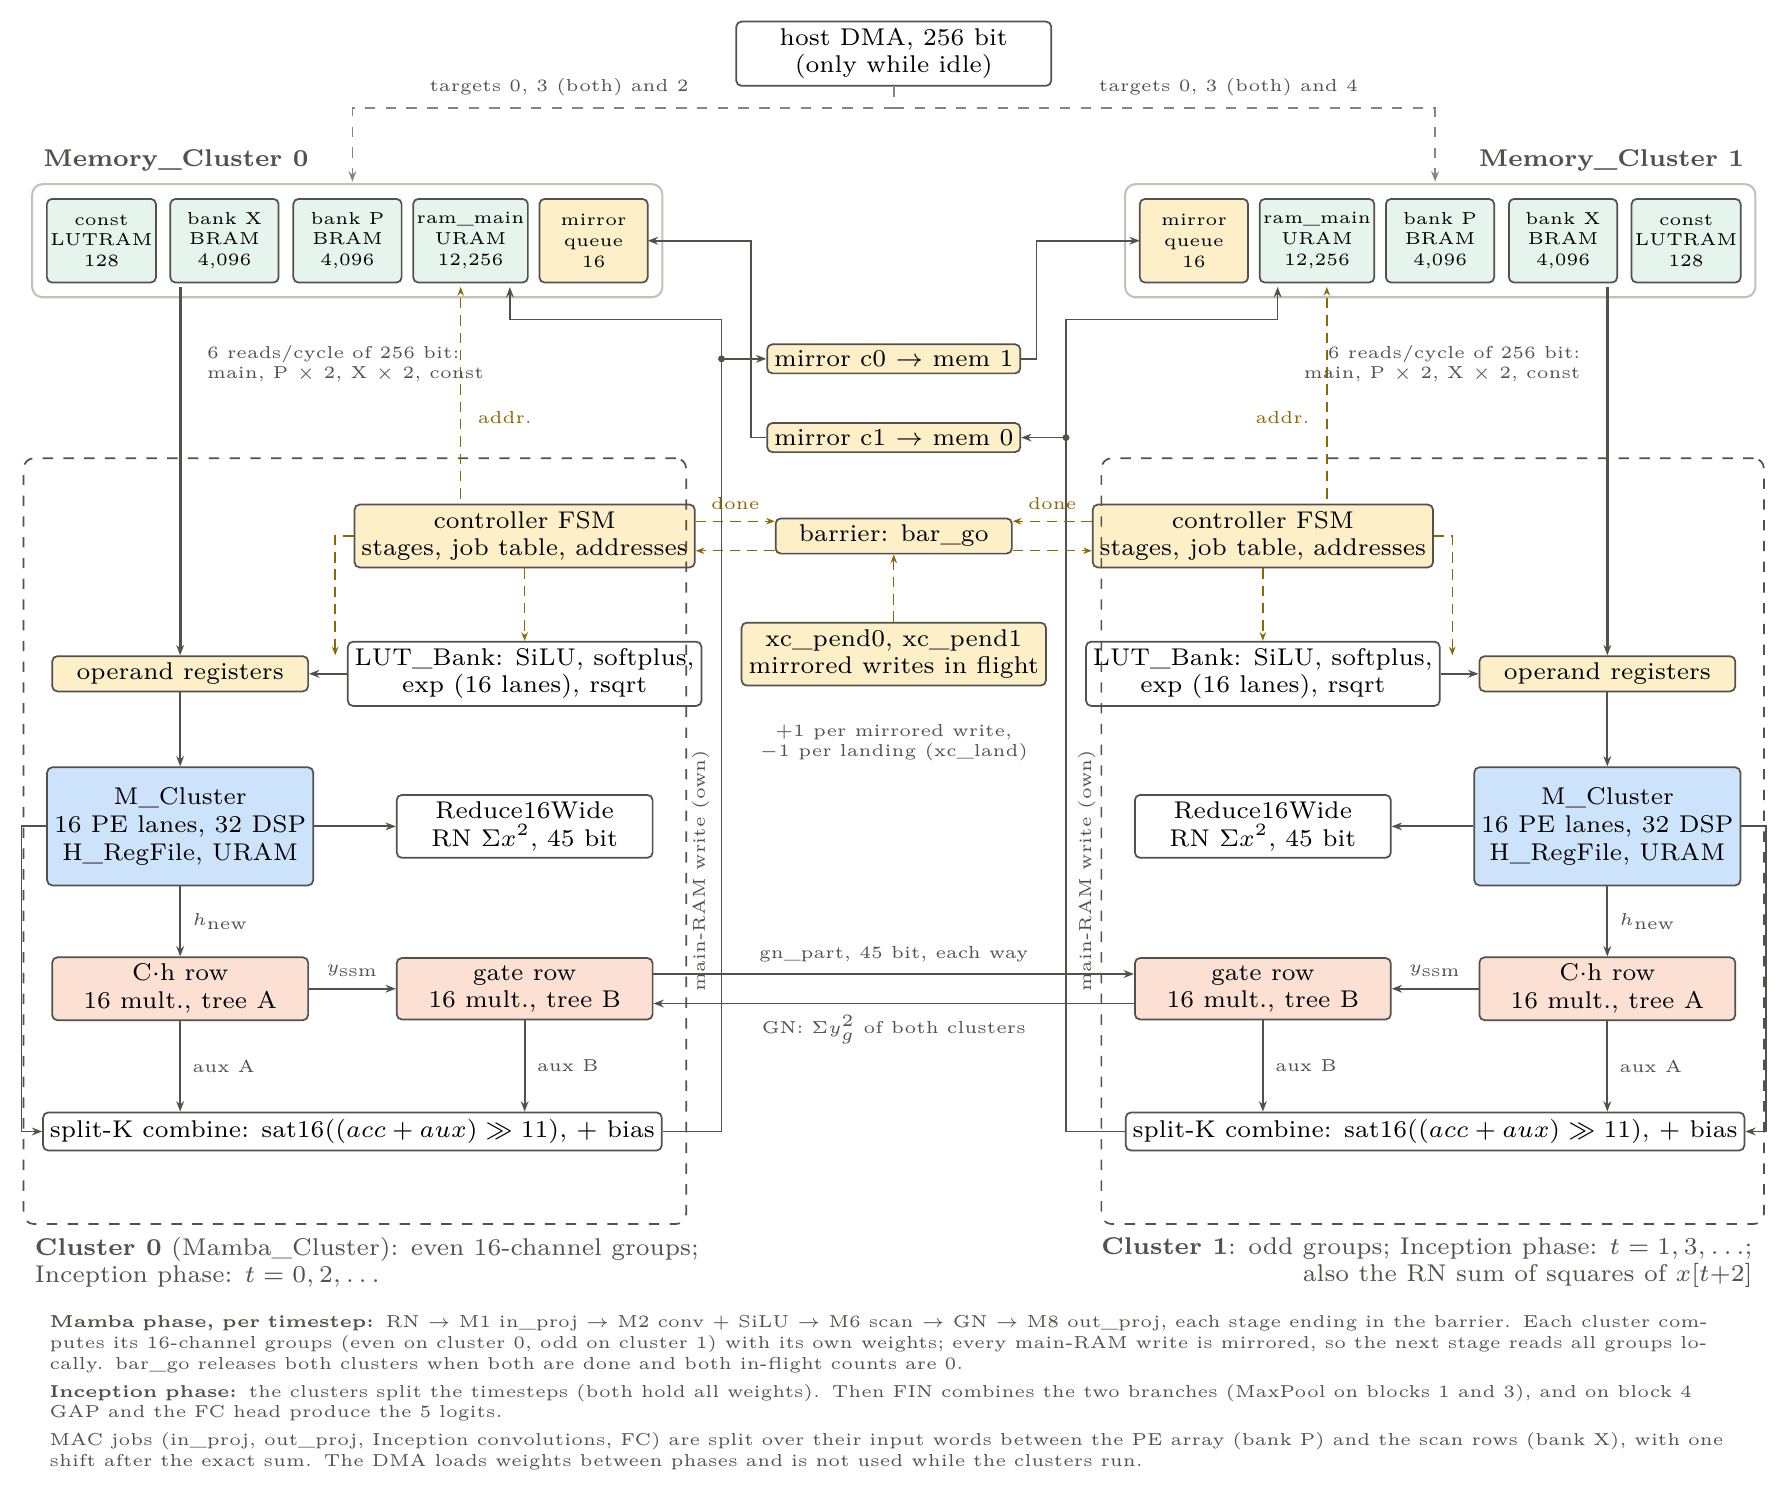 host DMA, 256 bit
(only while idle)
targets 0, 3 (both) and 2
targets 0, 3 (both) and 4
Memory_Cluster 0
Memory_Cluster 1
const
LUTRAM
128
bank X
BRAM
4,096
bank P
BRAM
4,096
ram_main
URAM
12,256
mirror
queue
16
mirror
queue
16
ram_main
URAM
12,256
bank P
BRAM
4,096
bank X
BRAM
4,096
const
LUTRAM
128
6 reads/cycle of 256 bit:
main, P × 2, X × 2, const
mirror c0 → mem 1
6 reads/cycle of 256 bit:
main, P × 2, X × 2, const
addr.
mirror c1 → mem 0
addr.
controller FSM
stages, job table, addresses
done
barrier: bar_go
done
controller FSM
stages, job table, addresses
operand registers
LUT_Bank: SiLU, softplus,
exp (16 lanes), rsqrt
xc_pend0, xc_pend1
mirrored writes in flight
LUT_Bank: SiLU, softplus,
exp (16 lanes), rsqrt
operand registers
+1 per mirrored write,
−1 per landing (xc_land)
M_Cluster
16 PE lanes, 32 DSP
H_RegFile, URAM
Reduce16Wide
RN Σx², 45 bit
main-RAM write (own)
main-RAM write (own)
Reduce16Wide
RN Σx², 45 bit
M_Cluster
16 PE lanes, 32 DSP
H_RegFile, URAM
h_new
h_new
C·h row
16 mult., tree A
y_ssm
gate row
16 mult., tree B
gn_part, 45 bit, each way
GN: Σy_g² of both clusters
gate row
16 mult., tree B
y_ssm
C·h row
16 mult., tree A
aux A
aux B
aux B
aux A
split-K combine: sat16((acc + aux) ≫ 11), + bias
split-K combine: sat16((acc + aux) ≫ 11), + bias
Cluster 0 (Mamba_Cluster): even 16-channel groups;
Inception phase: t = 0, 2, …
Cluster 1: odd groups; Inception phase: t = 1, 3, …;
also the RN sum of squares of x[t+2]
Mamba phase, per timestep: RN → M1 in_proj → M2 conv + SiLU → M6 scan → GN → M8 out_proj, each stage ending in the barrier. Each cluster com-
putes its 16-channel groups (even on cluster 0, odd on cluster 1) with its own weights; every main-RAM write is mirrored, so the next stage reads all groups lo-
cally. bar_go releases both clusters when both are done and both in-flight counts are 0.
Inception phase: the clusters split the timesteps (both hold all weights). Then FIN combines the two branches (MaxPool on blocks 1 and 3), and on block 4
GAP and the FC head produce the 5 logits.
MAC jobs (in_proj, out_proj, Inception convolutions, FC) are split over their input words between the PE array (bank P) and the scan rows (bank X), with one
shift after the exact sum. The DMA loads weights between phases and is not used while the clusters run.